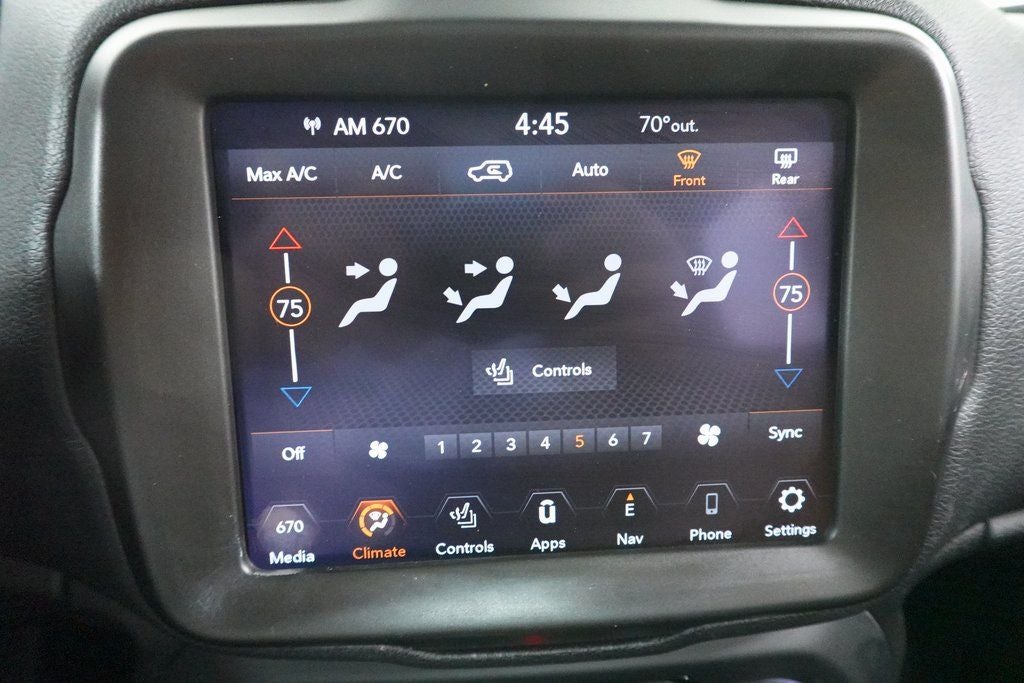 AM 670 4:45 70° out.
Max A/C A/C Auto Front Rear
75 75
Controls
Off 1 2 3 4 5 6 7 Sync
670 E
Media Climate Controls Apps Nav Phone Settings